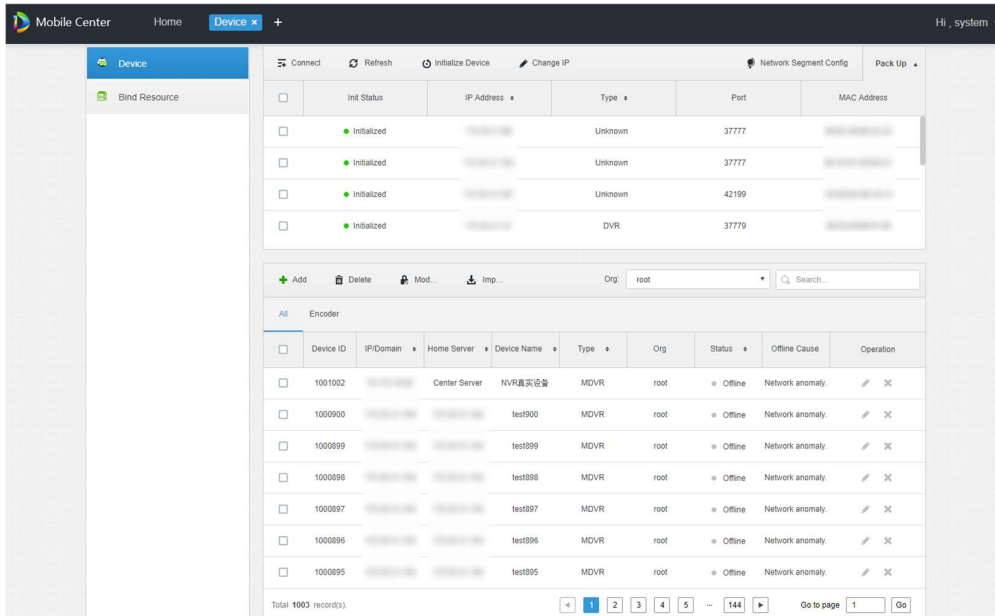 Mobile Center Home Device × + Hi , system
Device
Bind Resource
Connect Refresh Initialize Device Change IP Network Segment Config Pack Up
Init Status IP Address Type Port MAC Address
Initialized Unknown 37777
Initialized Unknown 37777
Initialized Unknown 42199
Initialized DVR 37779
Add Delete Mod... Imp... Org: root Search...
All Encoder
Device ID IP/Domain Home Server Device Name Type Org Status Offline Cause Operation
1001002 Center Server NVR真实设备 MDVR root Offline Network anomaly.
1000900 test900 MDVR root Offline Network anomaly.
1000899 test899 MDVR root Offline Network anomaly.
1000898 test898 MDVR root Offline Network anomaly.
1000897 test897 MDVR root Offline Network anomaly.
1000896 test896 MDVR root Offline Network anomaly.
1000895 test895 MDVR root Offline Network anomaly.
Total 1003 record(s). 1 2 3 4 5 ... 144 Go to page 1 Go